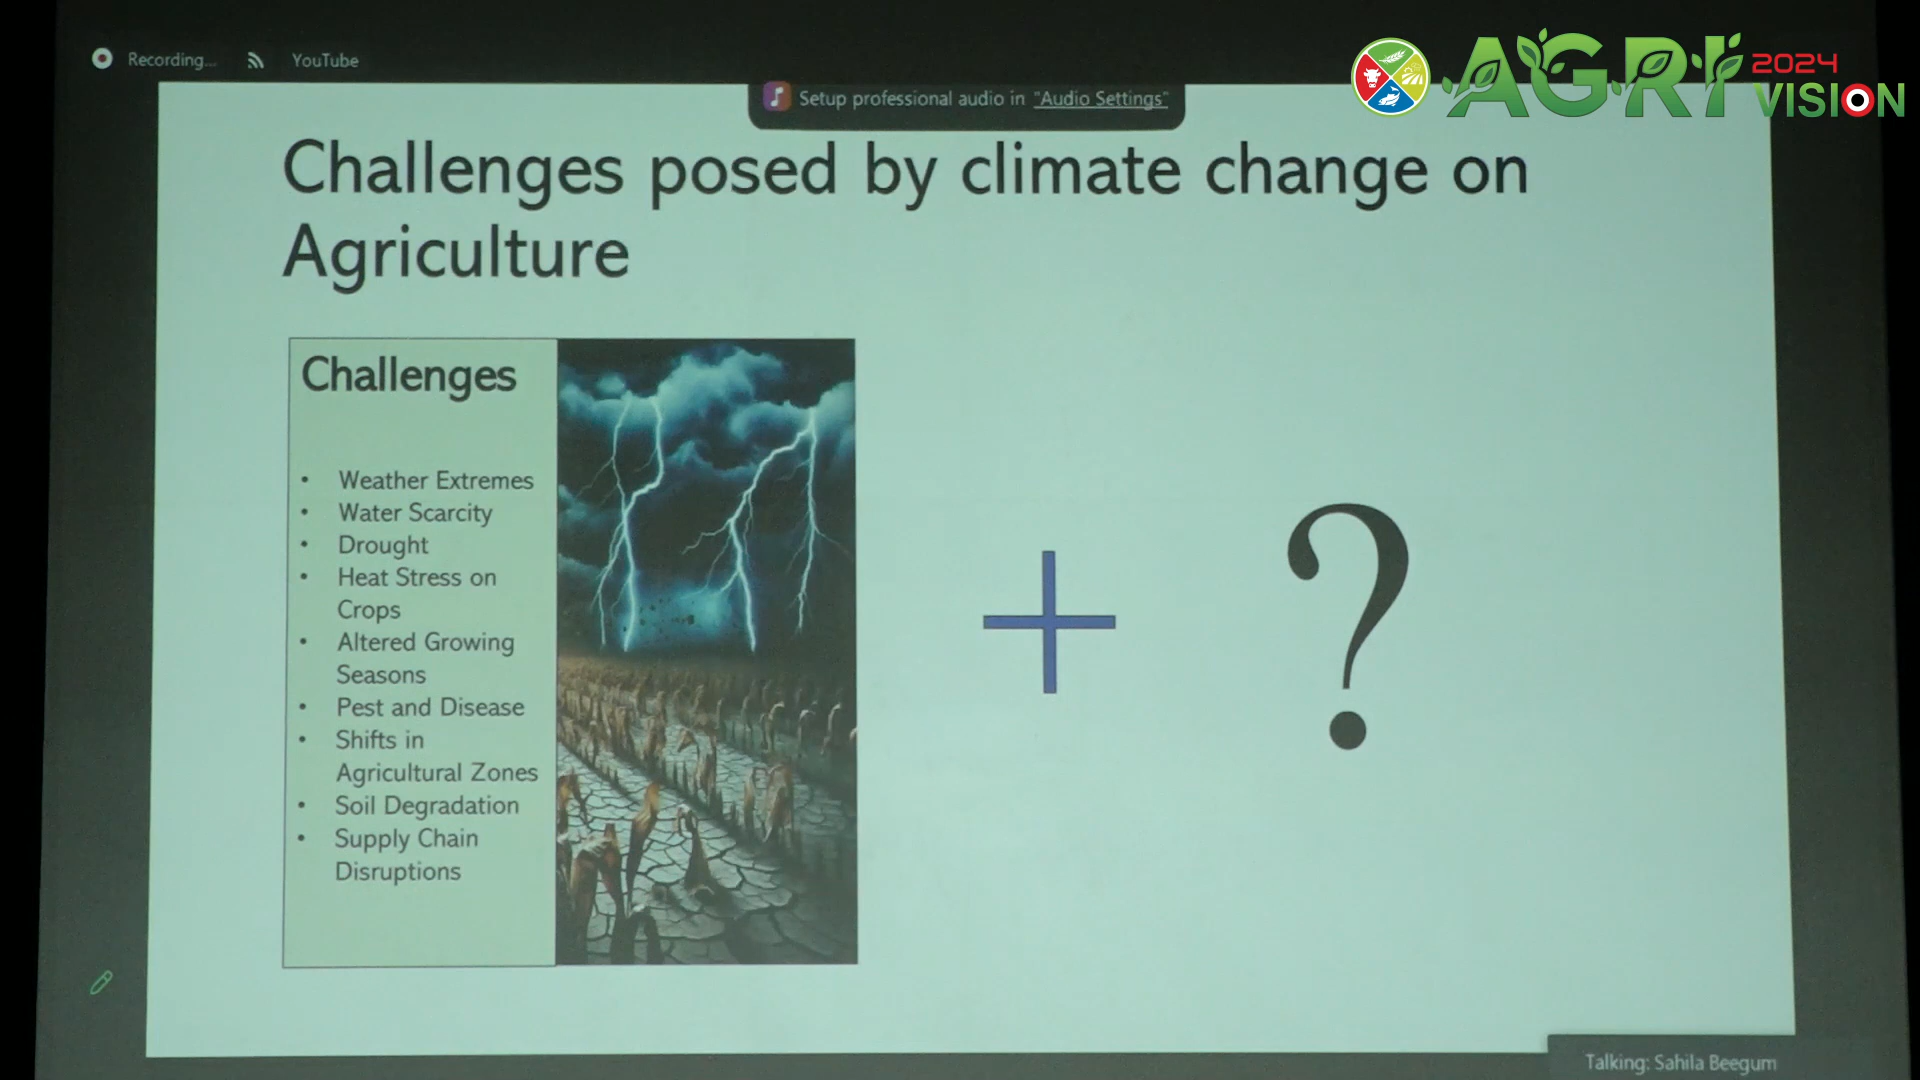 Recording...
YouTube
Setup professional audio in "Audio Settings"
AGRI
2024
VISION
Challenges posed by climate change on
Agriculture
Challenges
• Weather Extremes
• Water Scarcity
• Drought
• Heat Stress on
Crops
• Altered Growing
Seasons
• Pest and Disease
• Shifts in
Agricultural Zones
• Soil Degradation
• Supply Chain
Disruptions
+
?
Talking: Sahila Beegum